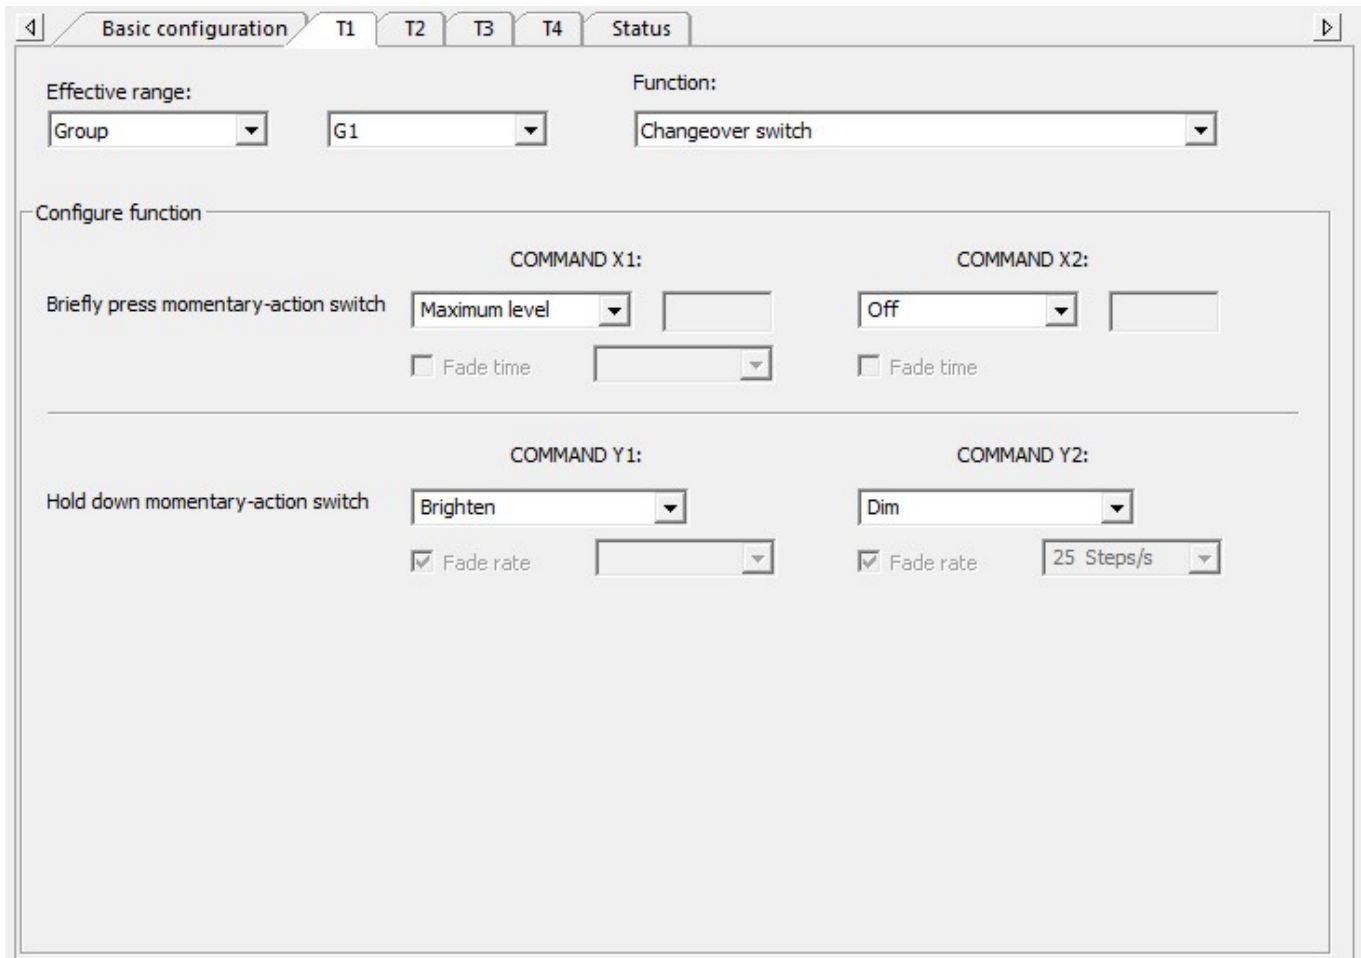 Basic configuration T1 T2 T3 T4 Status
Effective range: Function:
Group G1 Changeover switch
Configure function
COMMAND X1: COMMAND X2:
Briefly press momentary-action switch Maximum level Off
Fade time Fade time
COMMAND Y1: COMMAND Y2:
Hold down momentary-action switch Brighten Dim
Fade rate Fade rate 25 Steps/s